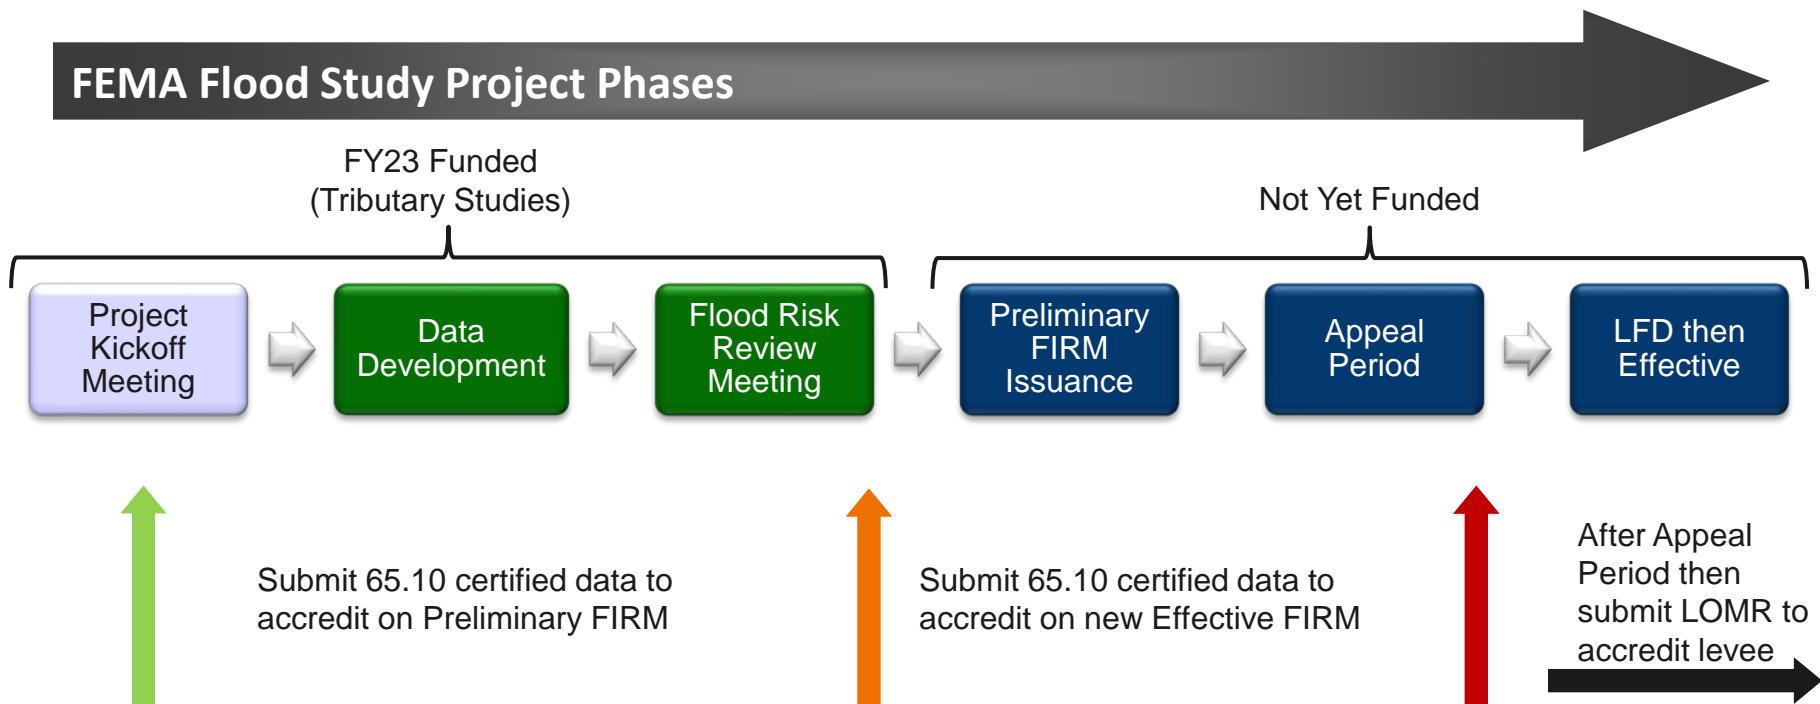 FEMA Flood Study Project Phases
FY23 Funded
(Tributary Studies)
Not Yet Funded
Project
Kickoff
Meeting
Data
Development
Flood Risk
Review
Meeting
Preliminary
FIRM
Issuance
Appeal
Period
LFD then
Effective
Submit 65.10 certified data to
accredit on Preliminary FIRM
Submit 65.10 certified data to
accredit on new Effective FIRM
After Appeal
Period then
submit LOMR to
accredit levee